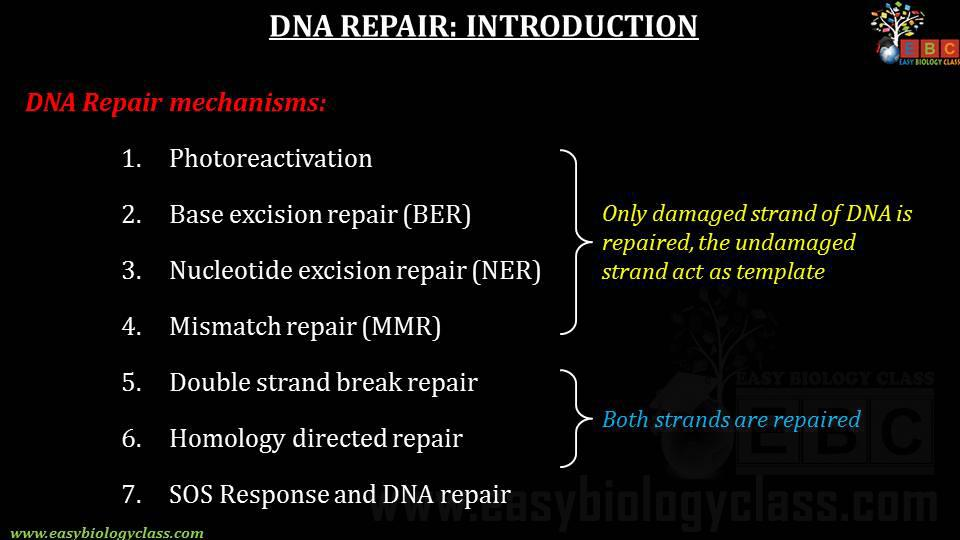 DNA REPAIR: INTRODUCTION
E B C
EASY BIOLOGY CLASS
DNA Repair mechanisms:
1. Photoreactivation
2. Base excision repair (BER)
3. Nucleotide excision repair (NER)
4. Mismatch repair (MMR)
Only damaged strand of DNA is
repaired, the undamaged
strand act as template
5. Double strand break repair
6. Homology directed repair
7. SOS Response and DNA repair
Both strands are repaired
EASY BIOLOGY CLASS
E B C
www.easybiologyclass.com
www.easybiologyclass.com